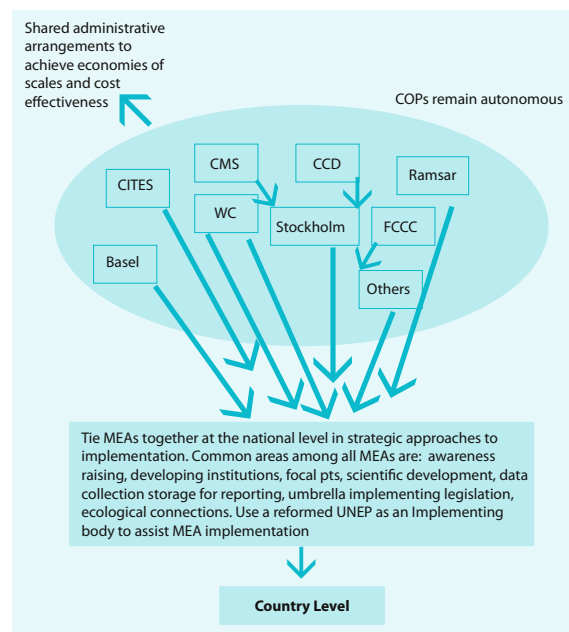 Shared administrative
arrangements to
achieve economies of
scales and cost
effectiveness
COPs remain autonomous
CMS
CCD
Ramsar
CITES
WC
Stockholm
FCCC
Basel
Others
Tie MEAs together at the national level in strategic approaches to
implementation. Common areas among all MEAs are:  awareness
raising, developing institutions, focal pts, scientific development, data
collection storage for reporting, umbrella implementing legislation,
ecological connections. Use a reformed UNEP as an Implementing
body to assist MEA implementation
Country Level